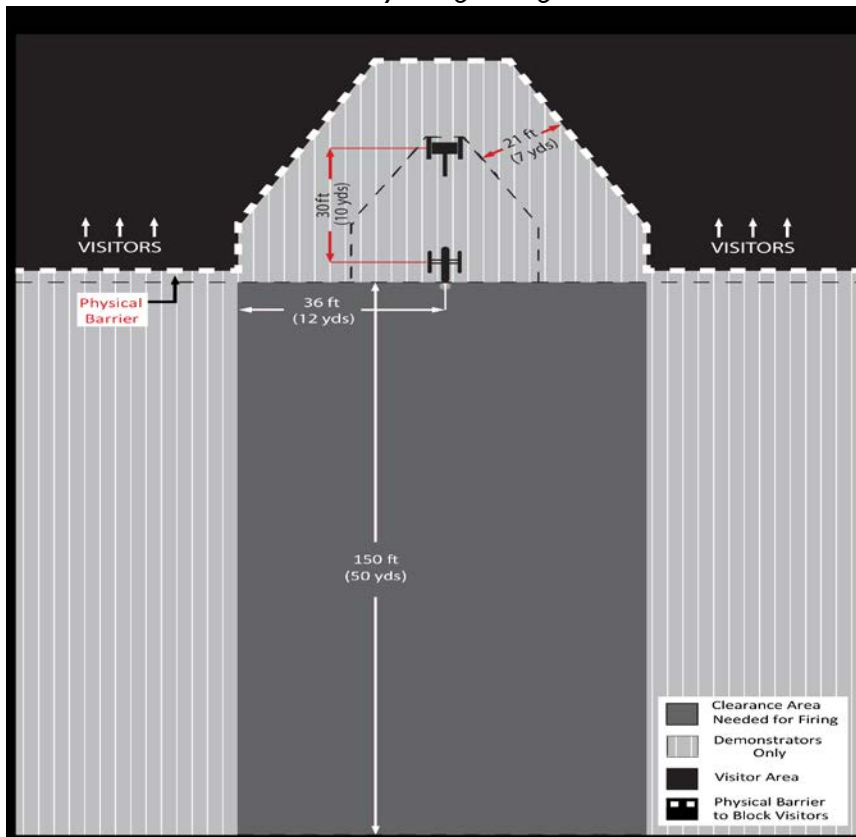 21 ft
(7 yds)
30ft
(10 yds)
VISITORS
VISITORS
Physical
Barrier
36 ft
(12 yds)
150 ft
(50 yds)
Clearance Area
Needed for Firing
Demonstrators
Only
Visitor Area
Physical Barrier
to Block Visitors